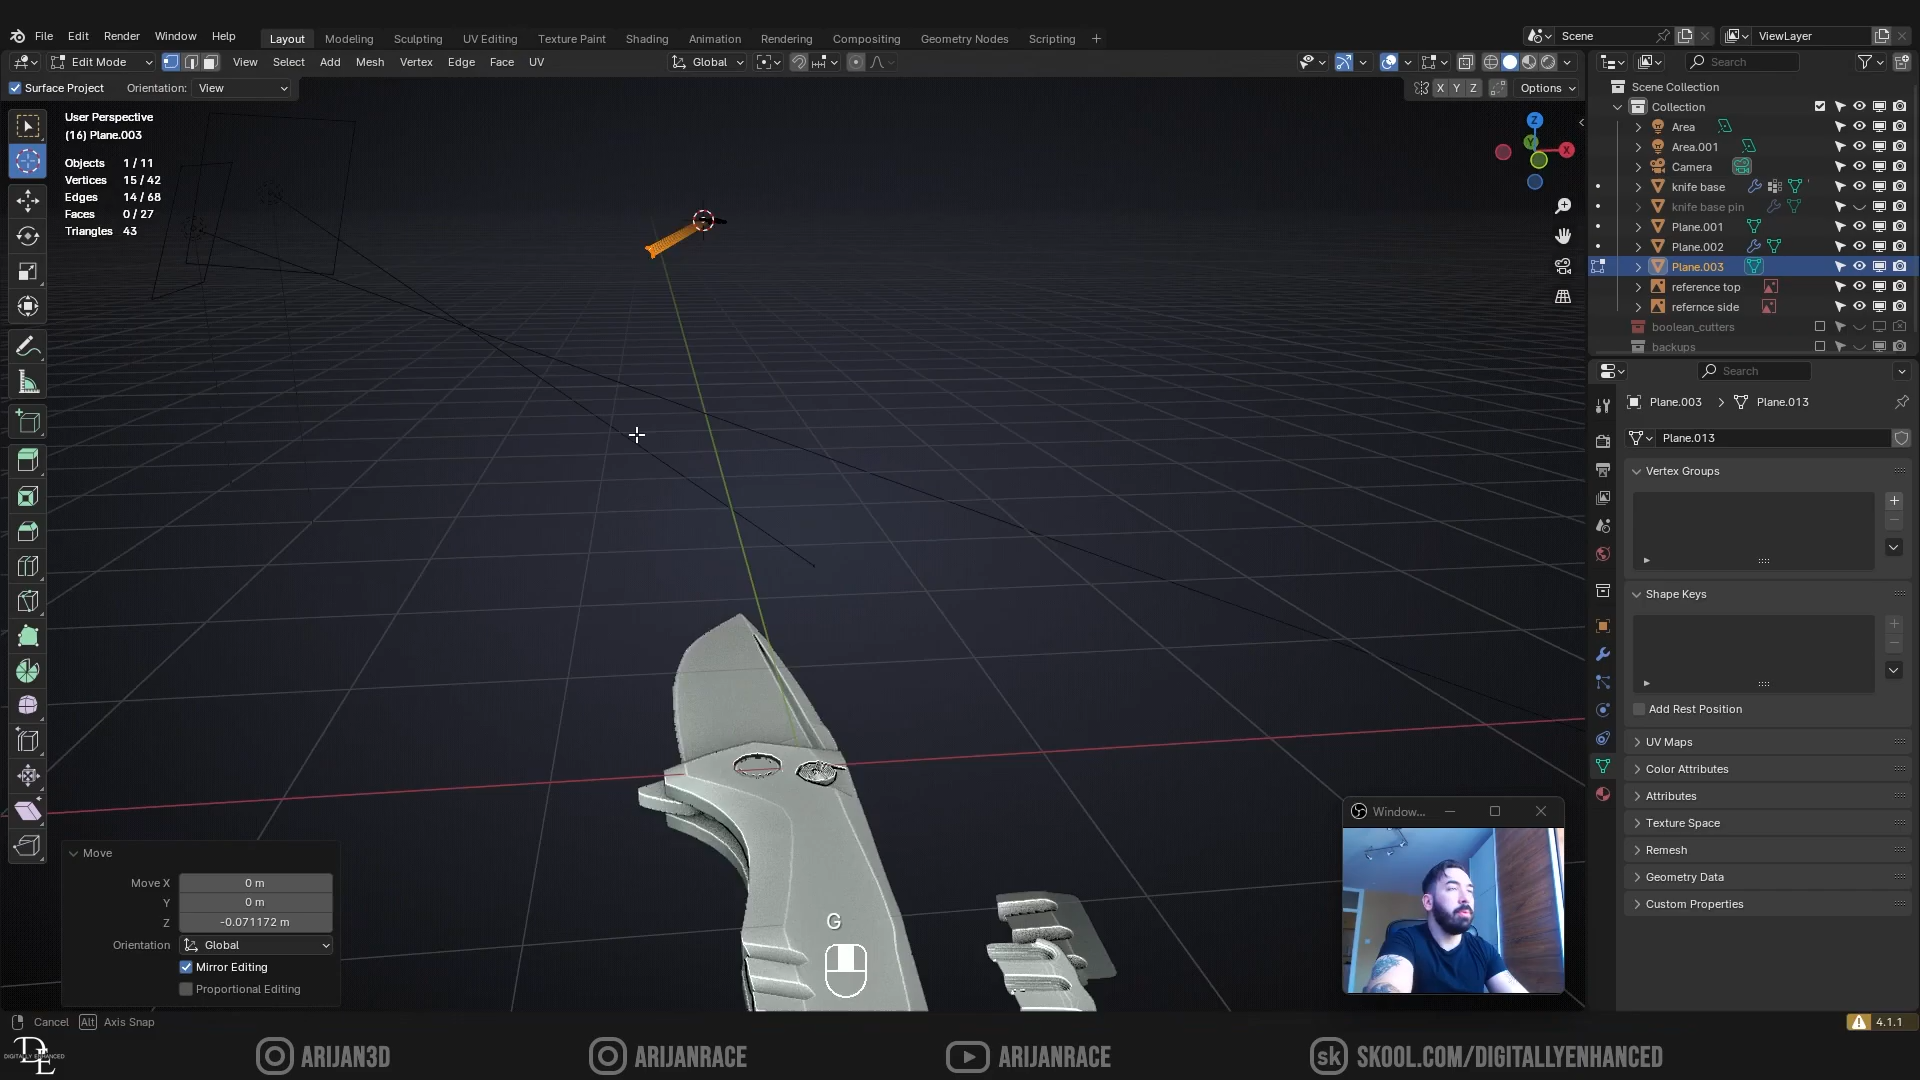 File Edit Render Window Help Layout Modeling Sculpting UV Editing Texture Paint Shading Animation Rendering Compositing Geometry Nodes Scripting + Scene ViewLayer
Edit Mode View Select Add Mesh Vertex Edge Face UV Global Search
Surface Project Orientation: View X Y Z Options
Scene Collection
Collection
Area
Area.001
Camera
knife base
knife base pin
Plane.001
Plane.002
Plane.003
reference top
refernce side
boolean_cutters
backups
User Perspective
(16) Plane.003
Objects 1 / 11
Vertices 15 / 42
Edges 14 / 68
Faces 0 / 27
Triangles 43
Z
Y
X
Search
Plane.003 > Plane.013
Plane.013
Vertex Groups
Shape Keys
Add Rest Position
UV Maps
Color Attributes
Attributes
Texture Space
Remesh
Geometry Data
Custom Properties
Window...
Move
Move X 0 m
Y 0 m
Z -0.071172 m
Orientation Global
Mirror Editing
Proportional Editing
G
Cancel Alt Axis Snap
4.1.1
DE
DIGITALLY ENHANCED
ARIJAN3D ARIJANRACE ARIJANRACE sk SKOOL.COM/DIGITALLYENHANCED